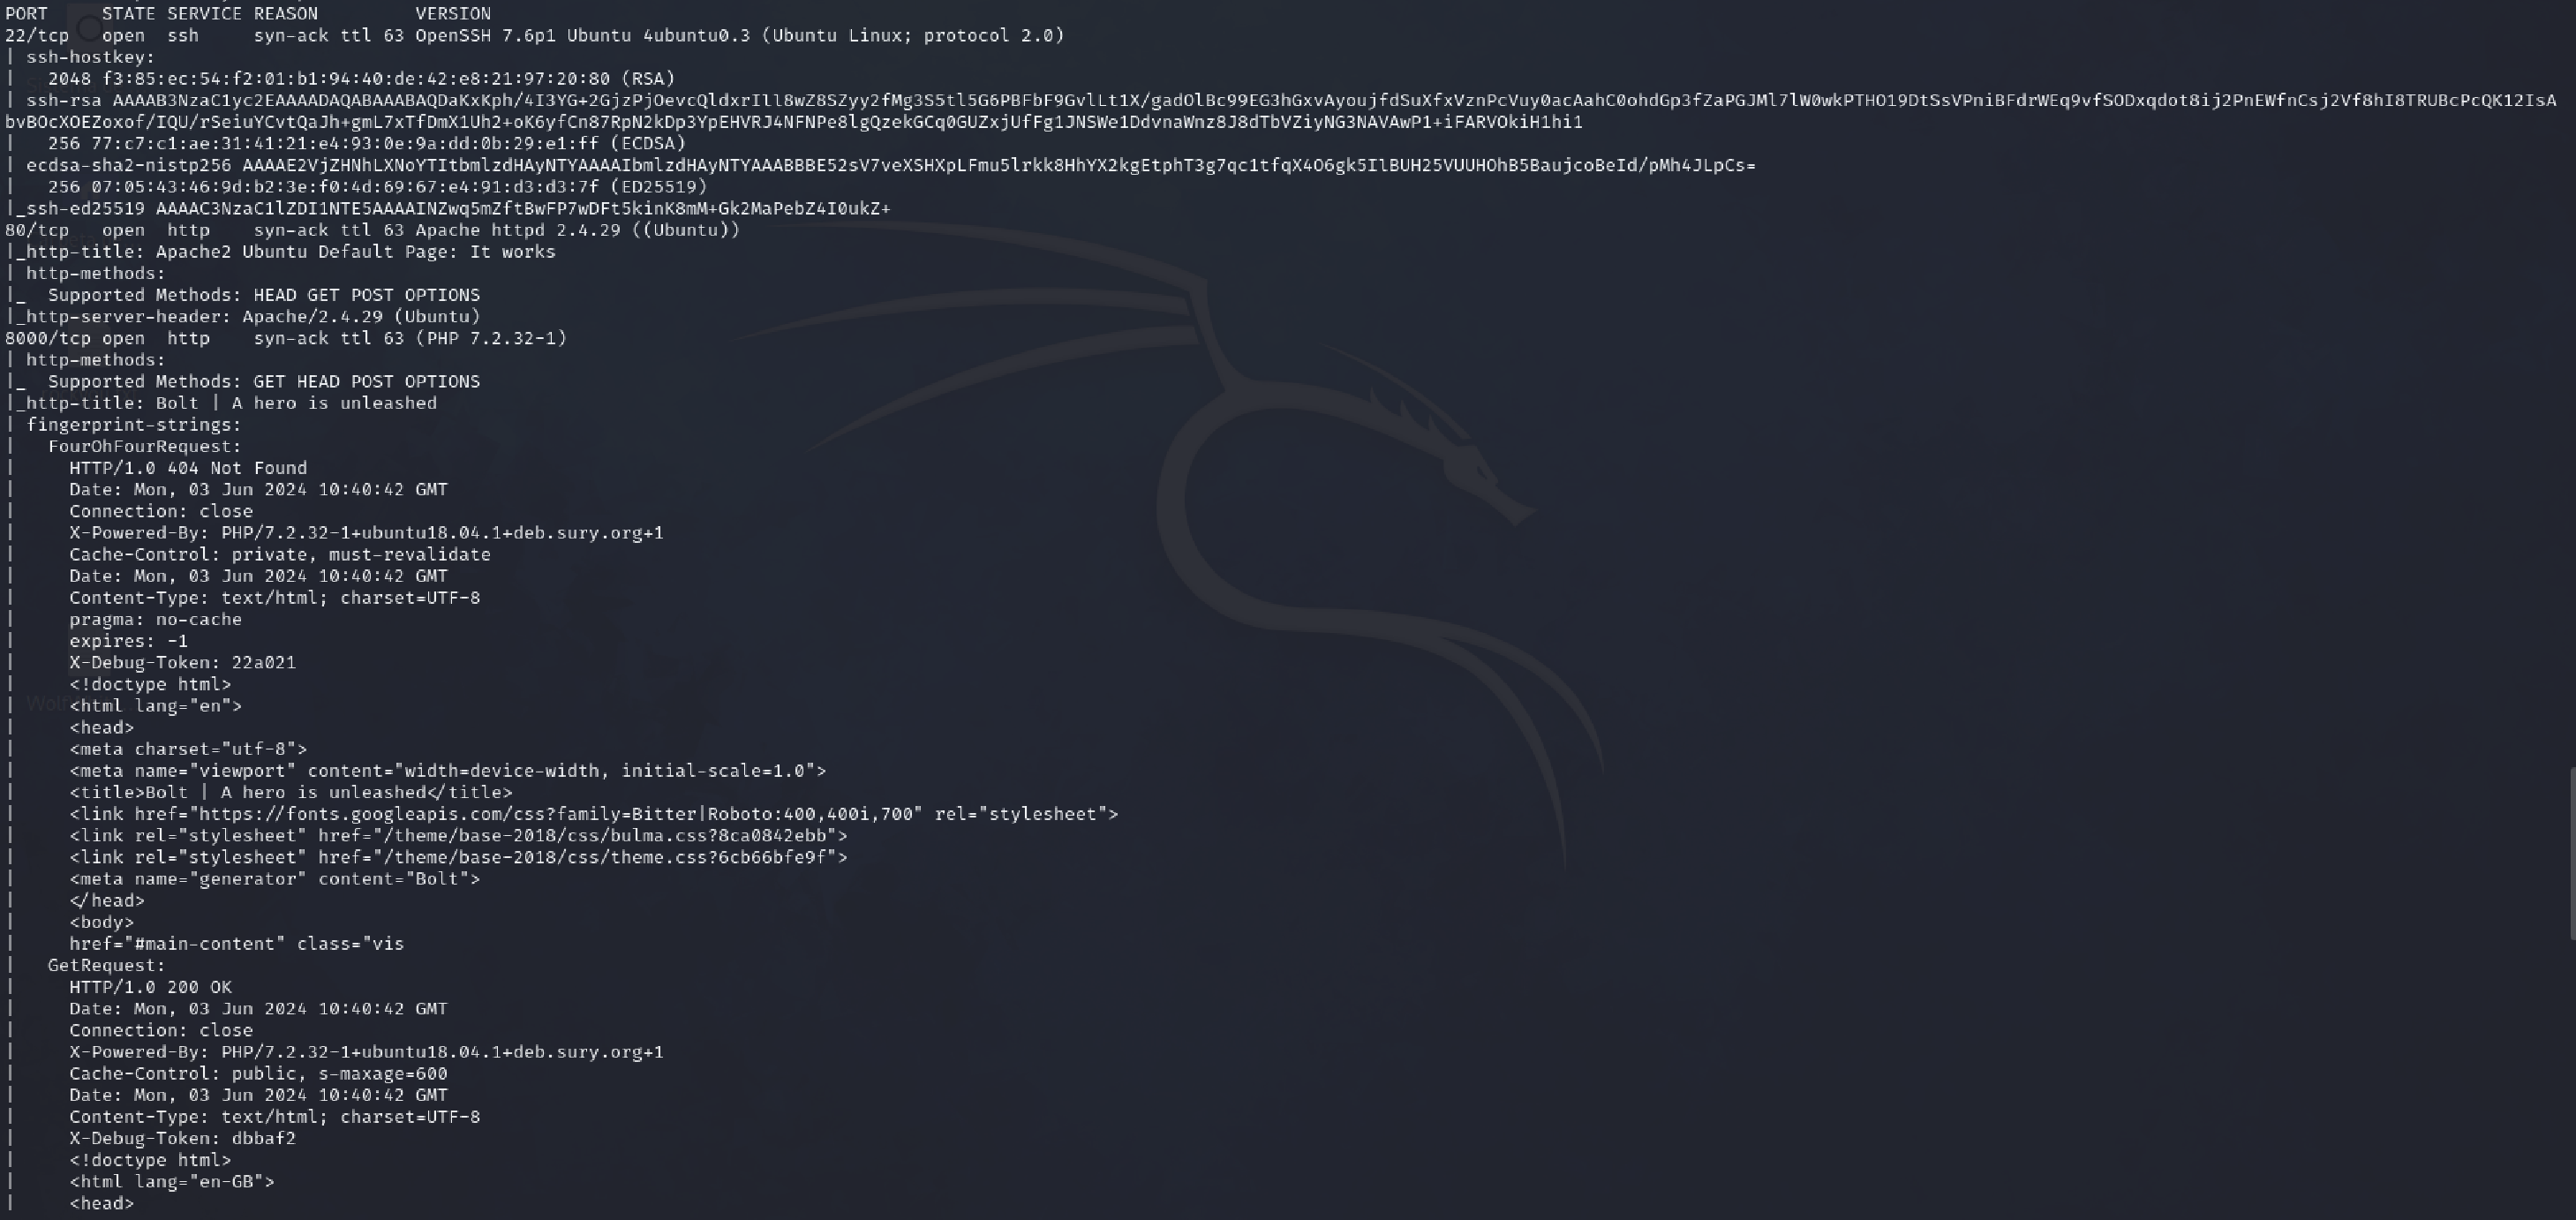 PORT     STATE SERVICE REASON         VERSION
22/tcp   open  ssh     syn-ack ttl 63 OpenSSH 7.6p1 Ubuntu 4ubuntu0.3 (Ubuntu Linux; protocol 2.0)
| ssh-hostkey:
|   2048 f3:85:ec:54:f2:01:b1:94:40:de:42:e8:21:97:20:80 (RSA)
| ssh-rsa AAAAB3NzaC1yc2EAAAADAQABAAABAQDaKxKph/4I3YG+2GjzPjOevcQldxrIll8wZ8SZyy2fMg3S5tl5G6PBFbF9GvlLt1X/gadOlBc99EG3hGxvAyoujfdSuXfxVznPcVuy0acAahC0ohdGp3fZaPGJMl7lW0wkPTHO19DtSsVPniBFdrWEq9vfSODxqdot8ij2PnEWfnCsj2Vf8hI8TRUBcPcQK12IsA
bvBOcXOEZoxof/IQU/rSeiuYCvtQaJh+gmL7xTfDmX1Uh2+oK6yfCn87RpN2kDp3YpEHVRJ4NFNPe8lgQzekGCq0GUZxjUfFg1JNSWe1DdvnaWnz8J8dTbVZiyNG3NAVAwP1+iFARVOkiH1hi1
|   256 77:c7:c1:ae:31:41:21:e4:93:0e:9a:dd:0b:29:e1:ff (ECDSA)
| ecdsa-sha2-nistp256 AAAAE2VjZHNhLXNoYTItbmlzdHAyNTYAAAAIbmlzdHAyNTYAAABBBE52sV7veXSHXpLFmu5lrkk8HhYX2kgEtphT3g7qc1tfqX4O6gk5IlBUH25VUUHOhB5BaujcoBeId/pMh4JLpCs=
|   256 07:05:43:46:9d:b2:3e:f0:4d:69:67:e4:91:d3:d3:7f (ED25519)
|_ssh-ed25519 AAAAC3NzaC1lZDI1NTE5AAAAINZwq5mZftBwFP7wDFt5kinK8mM+Gk2MaPebZ4I0ukZ+
80/tcp   open  http    syn-ack ttl 63 Apache httpd 2.4.29 ((Ubuntu))
|_http-title: Apache2 Ubuntu Default Page: It works
| http-methods:
|_  Supported Methods: HEAD GET POST OPTIONS
|_http-server-header: Apache/2.4.29 (Ubuntu)
8000/tcp open  http    syn-ack ttl 63 (PHP 7.2.32-1)
| http-methods:
|_  Supported Methods: GET HEAD POST OPTIONS
|_http-title: Bolt | A hero is unleashed
| fingerprint-strings:
|   FourOhFourRequest:
|     HTTP/1.0 404 Not Found
|     Date: Mon, 03 Jun 2024 10:40:42 GMT
|     Connection: close
|     X-Powered-By: PHP/7.2.32-1+ubuntu18.04.1+deb.sury.org+1
|     Cache-Control: private, must-revalidate
|     Date: Mon, 03 Jun 2024 10:40:42 GMT
|     Content-Type: text/html; charset=UTF-8
|     pragma: no-cache
|     expires: -1
|     X-Debug-Token: 22a021
|     <!doctype html>
|     <html lang="en">
|     <head>
|     <meta charset="utf-8">
|     <meta name="viewport" content="width=device-width, initial-scale=1.0">
|     <title>Bolt | A hero is unleashed</title>
|     <link href="https://fonts.googleapis.com/css?family=Bitter|Roboto:400,400i,700" rel="stylesheet">
|     <link rel="stylesheet" href="/theme/base-2018/css/bulma.css?8ca0842ebb">
|     <link rel="stylesheet" href="/theme/base-2018/css/theme.css?6cb66bfe9f">
|     <meta name="generator" content="Bolt">
|     </head>
|     <body>
|     href="#main-content" class="vis
|   GetRequest:
|     HTTP/1.0 200 OK
|     Date: Mon, 03 Jun 2024 10:40:42 GMT
|     Connection: close
|     X-Powered-By: PHP/7.2.32-1+ubuntu18.04.1+deb.sury.org+1
|     Cache-Control: public, s-maxage=600
|     Date: Mon, 03 Jun 2024 10:40:42 GMT
|     Content-Type: text/html; charset=UTF-8
|     X-Debug-Token: dbbaf2
|     <!doctype html>
|     <html lang="en-GB">
|     <head>